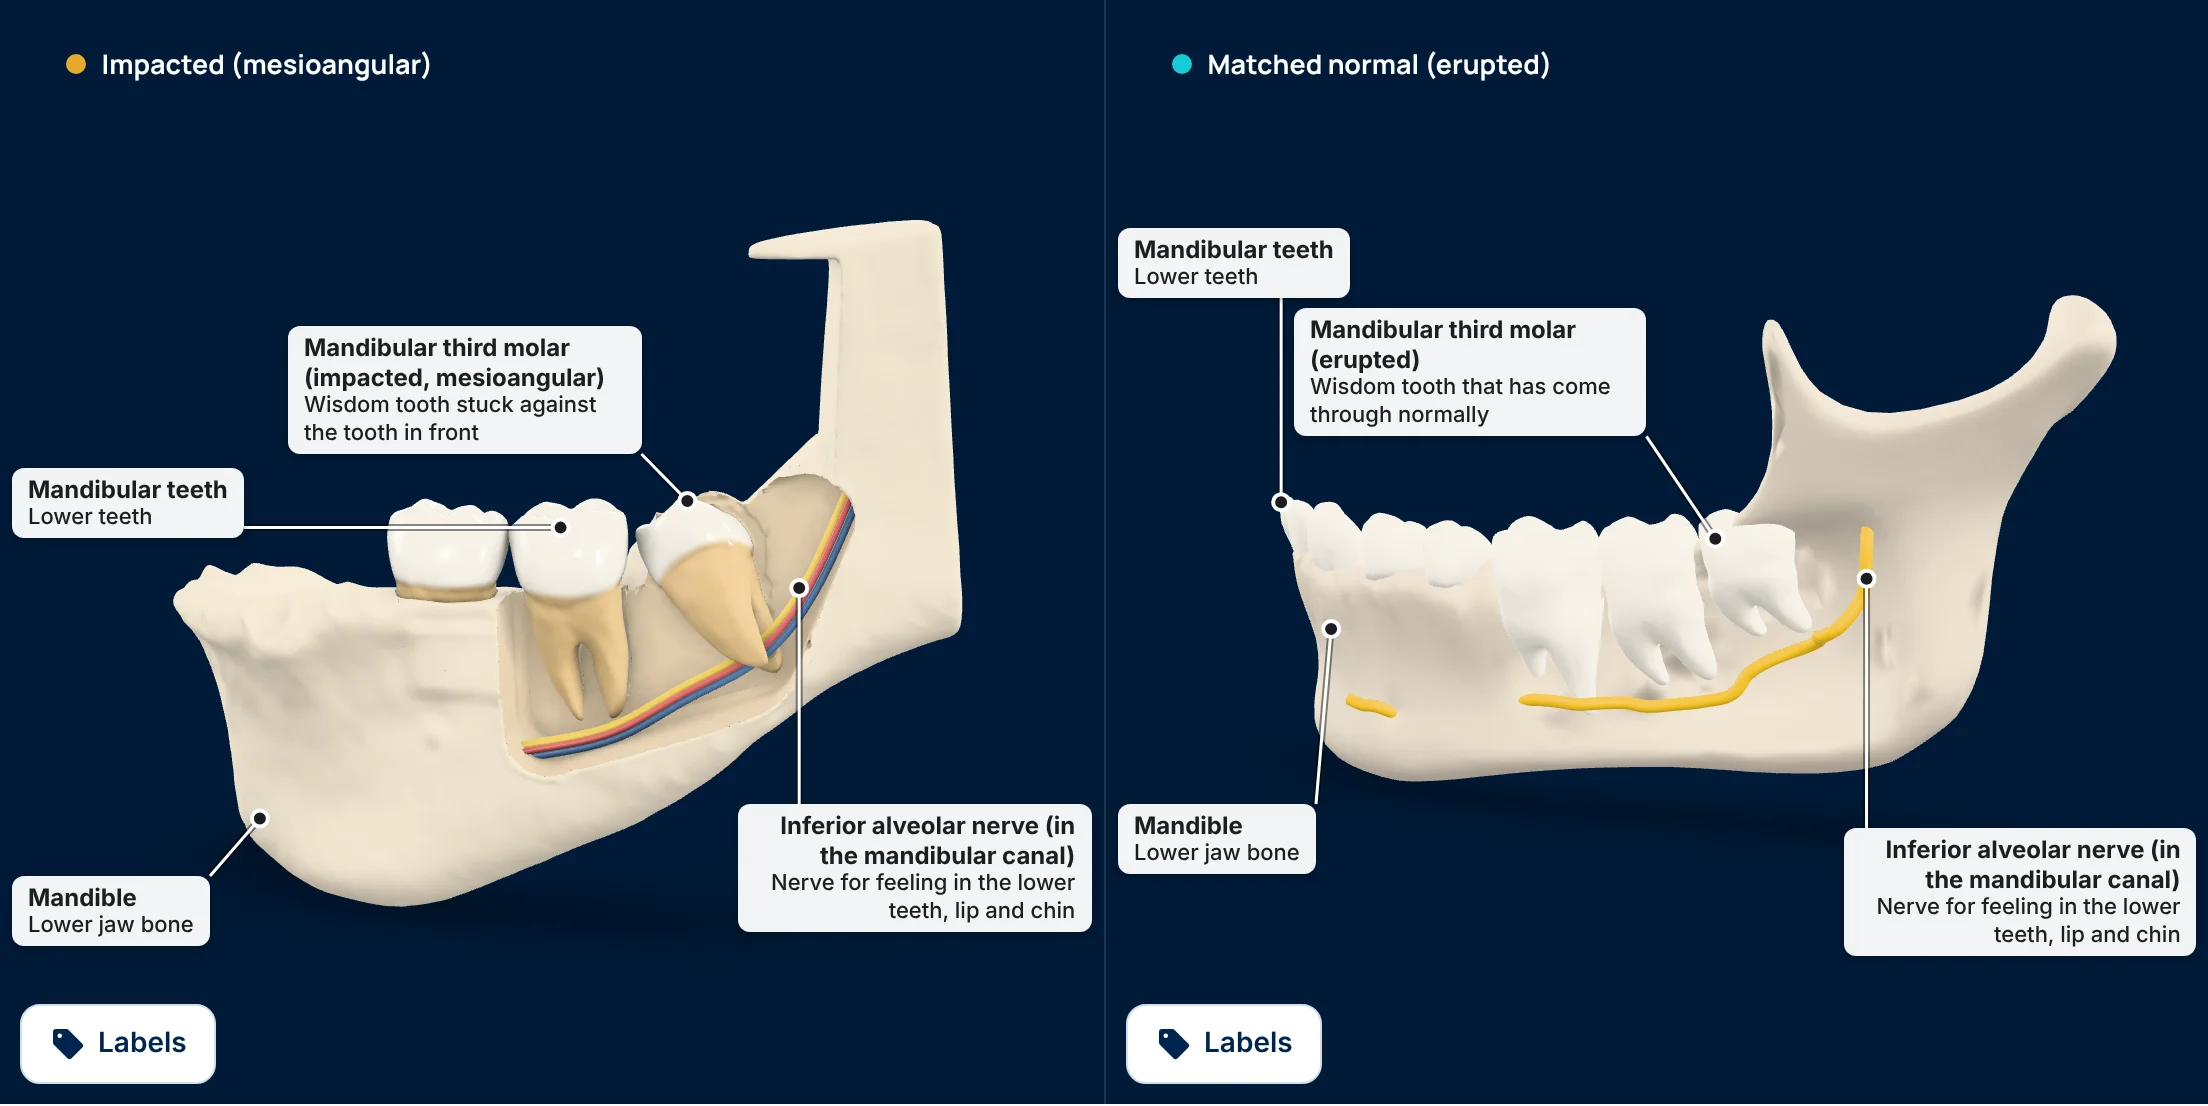 Impacted (mesioangular)
Mandibular third molar
(impacted, mesioangular)
Wisdom tooth stuck against
the tooth in front
Mandibular teeth
Lower teeth
Inferior alveolar nerve (in
the mandibular canal)
Nerve for feeling in the lower
teeth, lip and chin
Mandible
Lower jaw bone
Labels
Matched normal (erupted)
Mandibular teeth
Lower teeth
Mandibular third molar
(erupted)
Wisdom tooth that has come
through normally
Mandible
Lower jaw bone
Inferior alveolar nerve (in
the mandibular canal)
Nerve for feeling in the lower
teeth, lip and chin
Labels